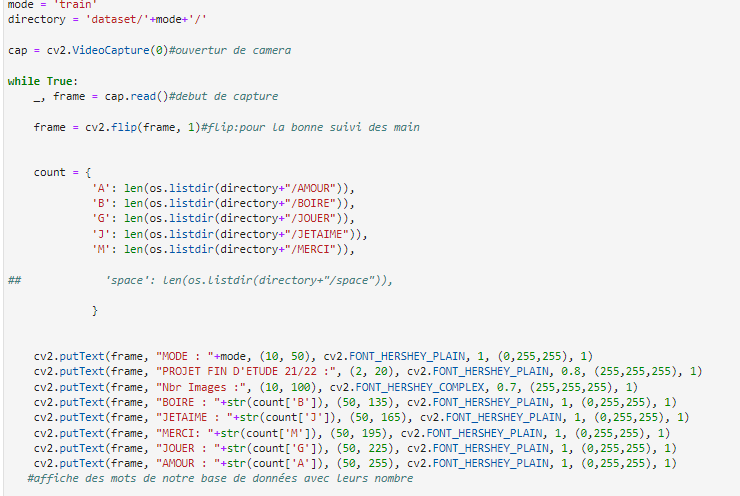 mode = 'train'
directory = 'dataset/'+mode+'/'
cap = cv2.VideoCapture(0)#ouvertur de camera
while True:
_, frame = cap.read()#debut de capture
frame = cv2.flip(frame, 1)#flip:pour la bonne suivi des main
count = {
'A': len(os.listdir(directory+"/AMOUR")),
'B': len(os.listdir(directory+"/BOIRE")),
'G': len(os.listdir(directory+"/JOUER")),
'J': len(os.listdir(directory+"/JETAIME")),
'M': len(os.listdir(directory+"/MERCI")),
## 'space': len(os.listdir(directory+"/space")),
}
cv2.putText(frame, "MODE : "+mode, (10, 50), cv2.FONT_HERSHEY_PLAIN, 1, (0,255,255), 1)
cv2.putText(frame, "PROJET FIN D'ETUDE 21/22 :", (2, 20), cv2.FONT_HERSHEY_PLAIN, 0.8, (255,255,255), 1)
cv2.putText(frame, "Nbr Images :", (10, 100), cv2.FONT_HERSHEY_COMPLEX, 0.7, (255,255,255), 1)
cv2.putText(frame, "BOIRE : "+str(count['B']), (50, 135), cv2.FONT_HERSHEY_PLAIN, 1, (0,255,255), 1)
cv2.putText(frame, "JETAIME : "+str(count['J']), (50, 165), cv2.FONT_HERSHEY_PLAIN, 1, (0,255,255), 1)
cv2.putText(frame, "MERCI: "+str(count['M']), (50, 195), cv2.FONT_HERSHEY_PLAIN, 1, (0,255,255), 1)
cv2.putText(frame, "JOUER : "+str(count['G']), (50, 225), cv2.FONT_HERSHEY_PLAIN, 1, (0,255,255), 1)
cv2.putText(frame, "AMOUR : "+str(count['A']), (50, 255), cv2.FONT_HERSHEY_PLAIN, 1, (0,255,255), 1)
#affiche des mots de notre base de données avec leurs nombre